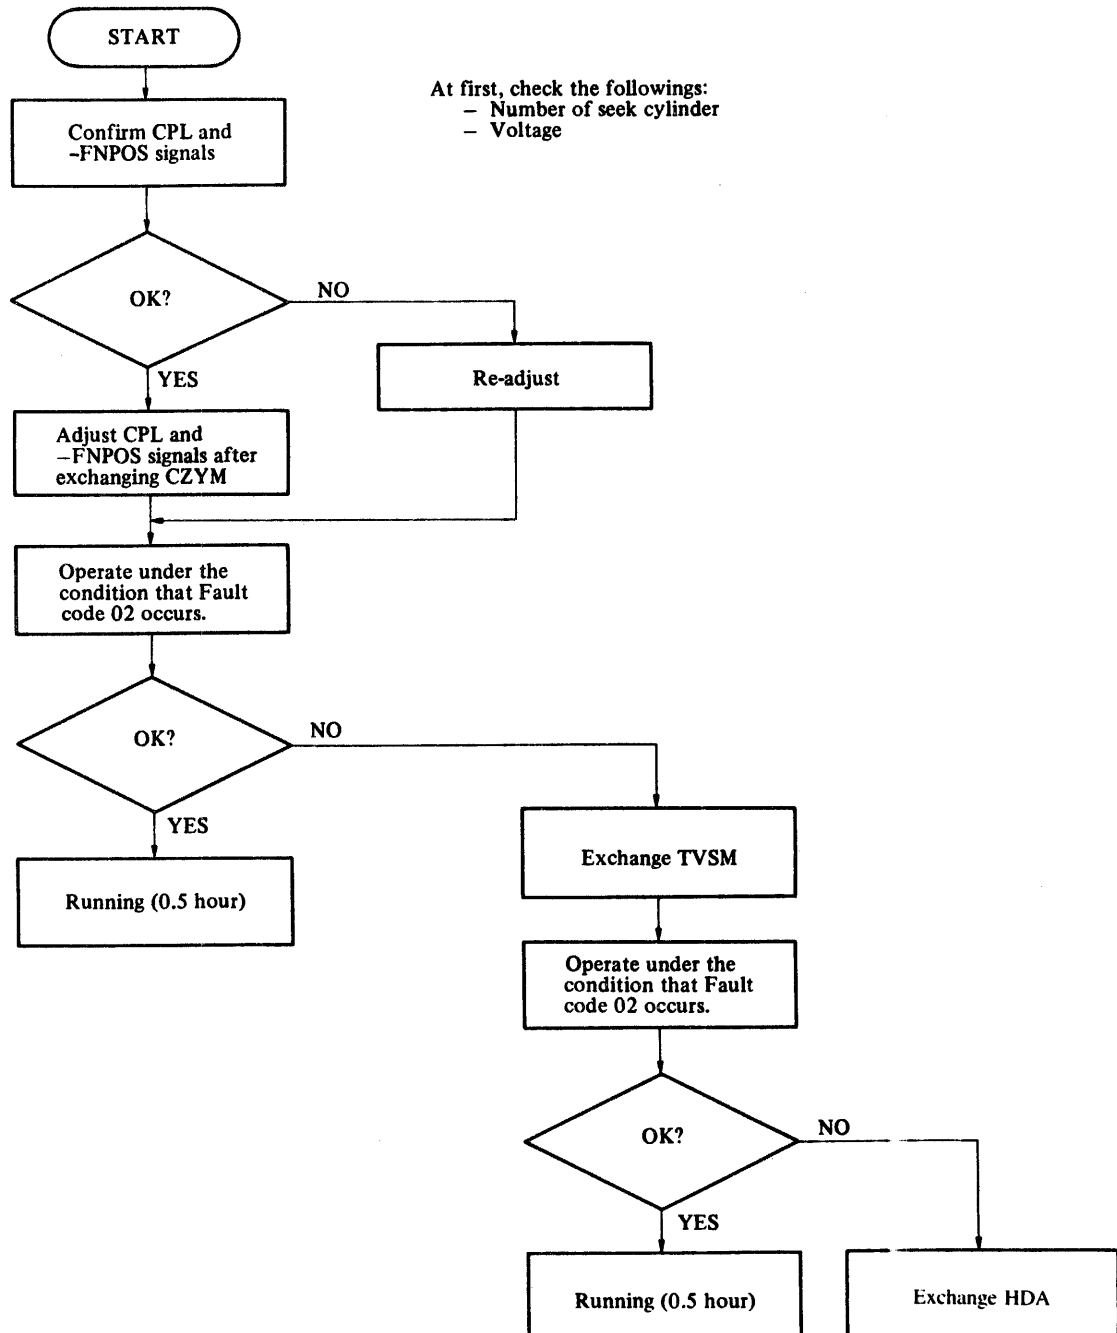 START
At first, check the followings:
– Number of seek cylinder
– Voltage
Confirm CPL and
-FNPOS signals
OK?
NO
YES
Re-adjust
Adjust CPL and
–FNPOS signals after
exchanging CZYM
Operate under the
condition that Fault
code 02 occurs.
OK?
NO
YES
Running (0.5 hour)
Exchange TVSM
Operate under the
condition that Fault
code 02 occurs.
OK?
NO
YES
Running (0.5 hour)
Exchange HDA